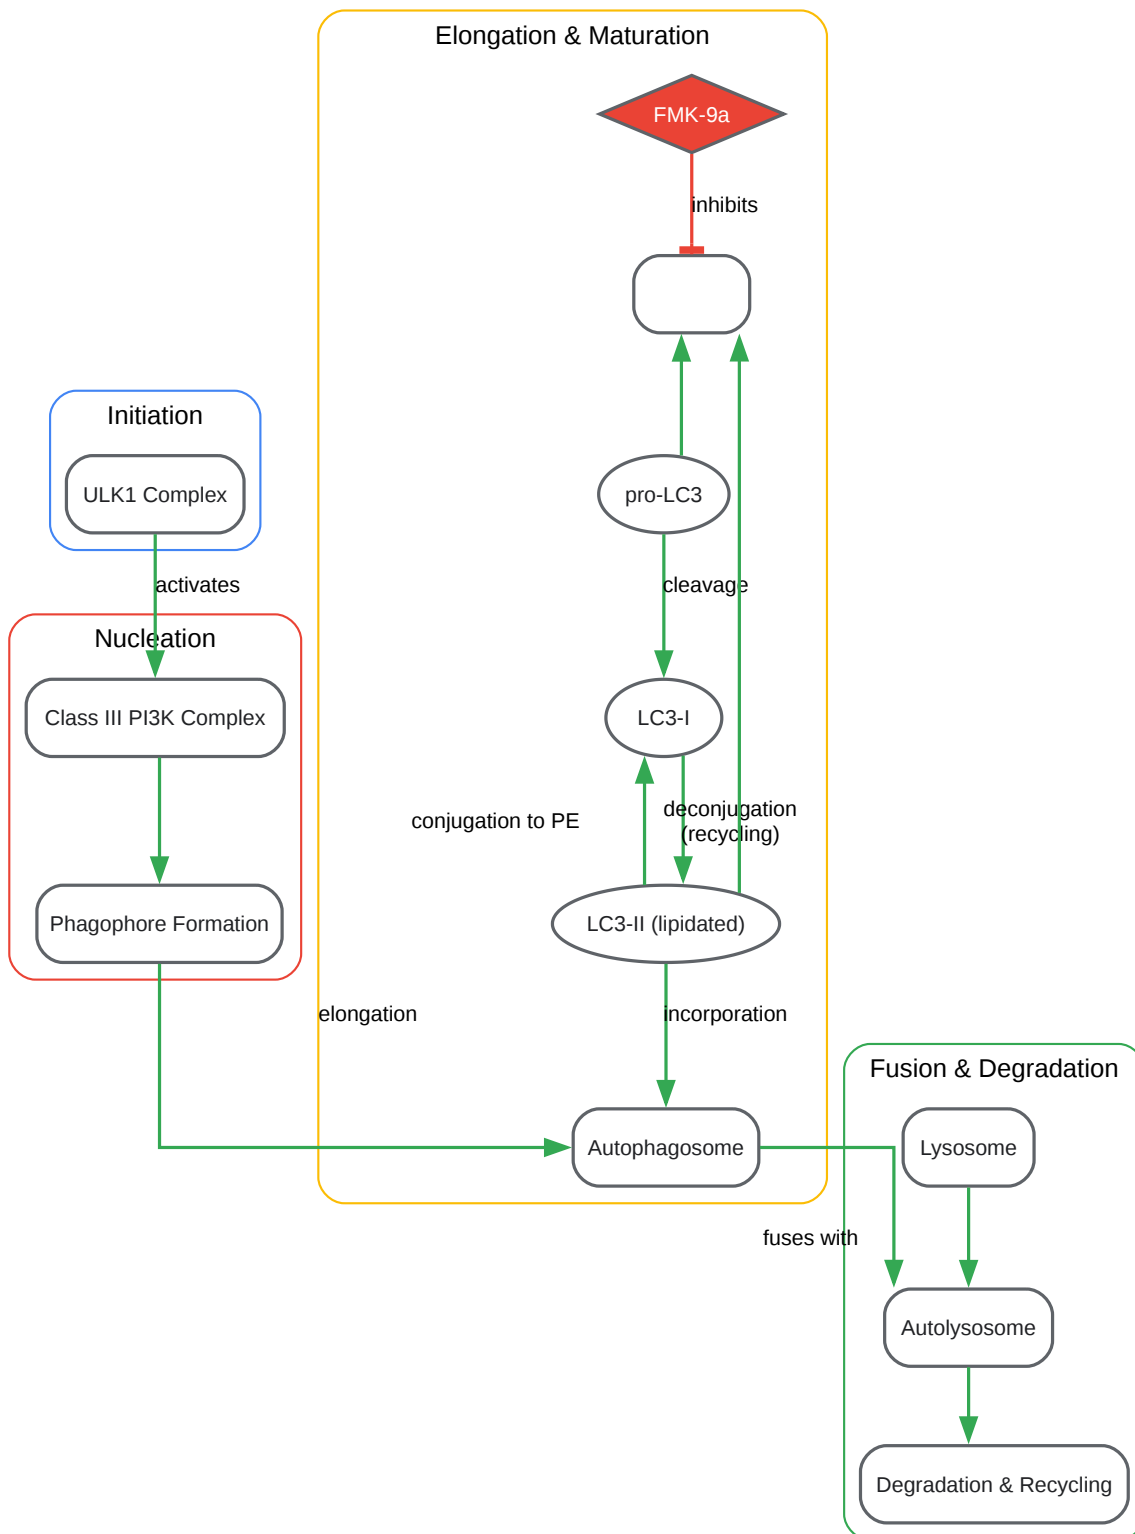 Elongation & Maturation
FMK-9a
inhibits
Initiation
ULK1 Complex
pro-LC3
activates
cleavage
Nucleation
Class III PI3K Complex
LC3-I
conjugation to PE
deconjugation
(recycling)
Phagophore Formation
LC3-II (lipidated)
elongation
incorporation
Fusion & Degradation
Autophagosome
Lysosome
fuses with
Autolysosome
Degradation & Recycling